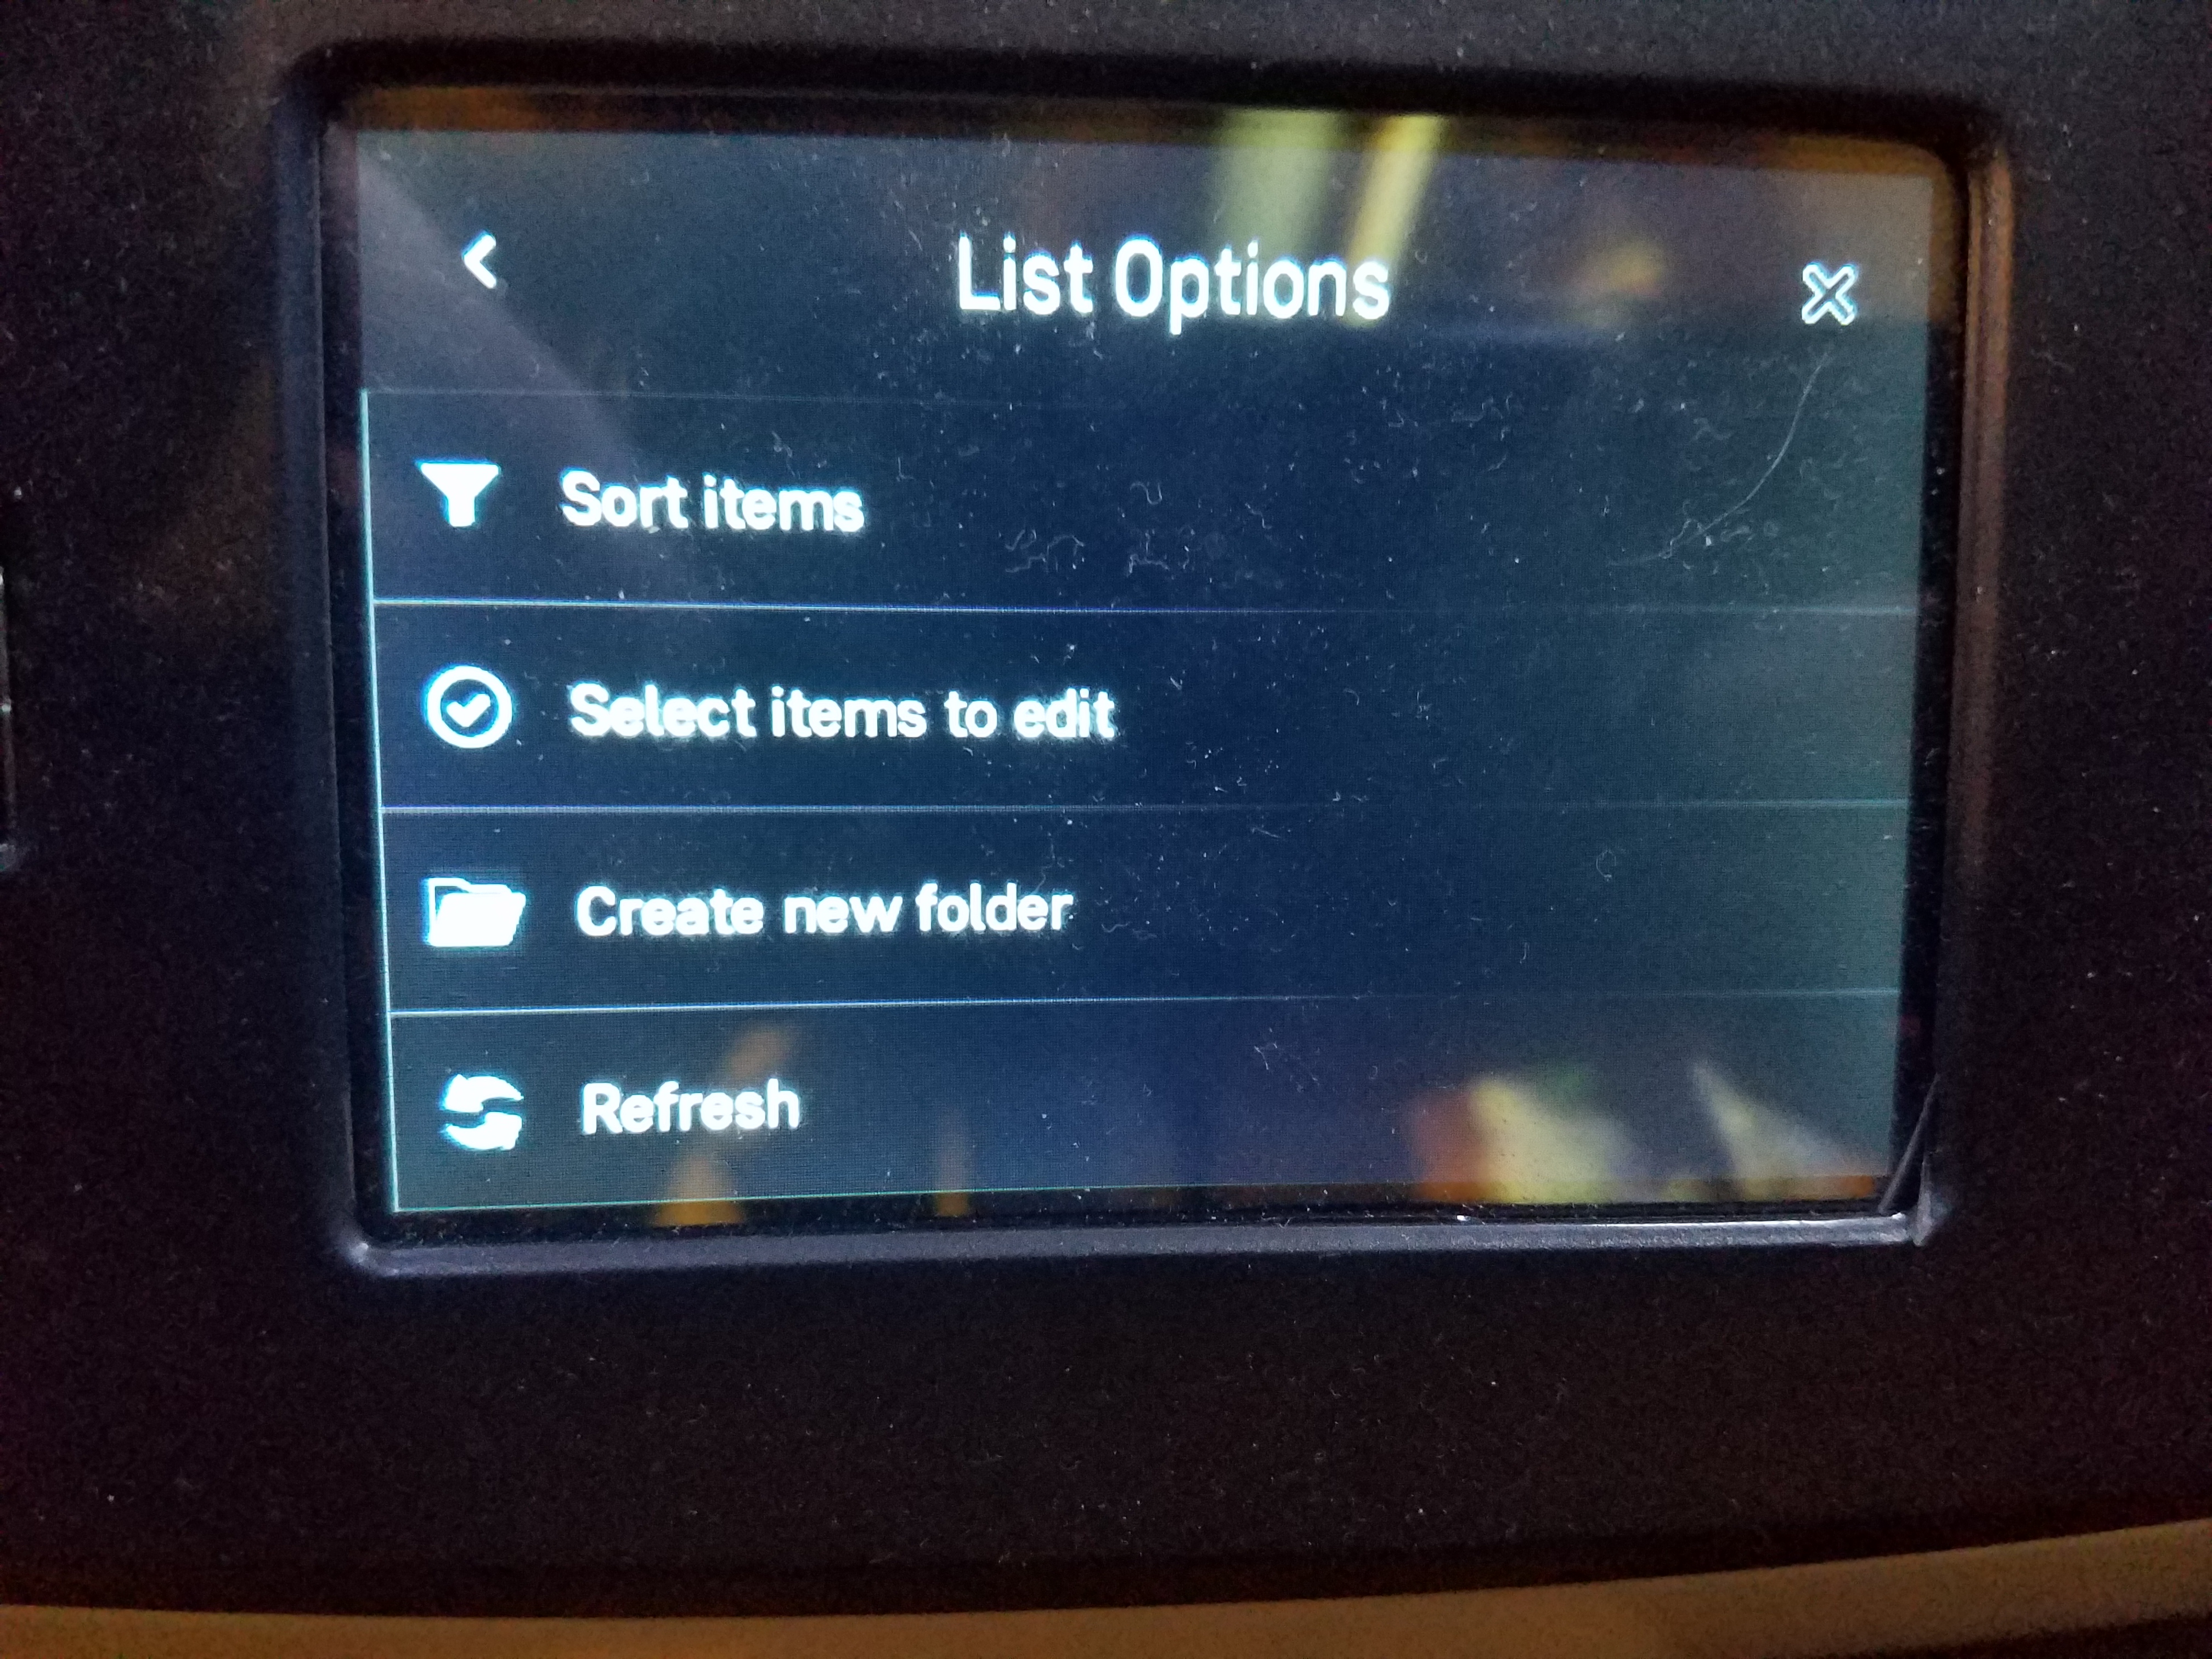 List Options
Sort items
Select items to edit
Create new folder
Refresh